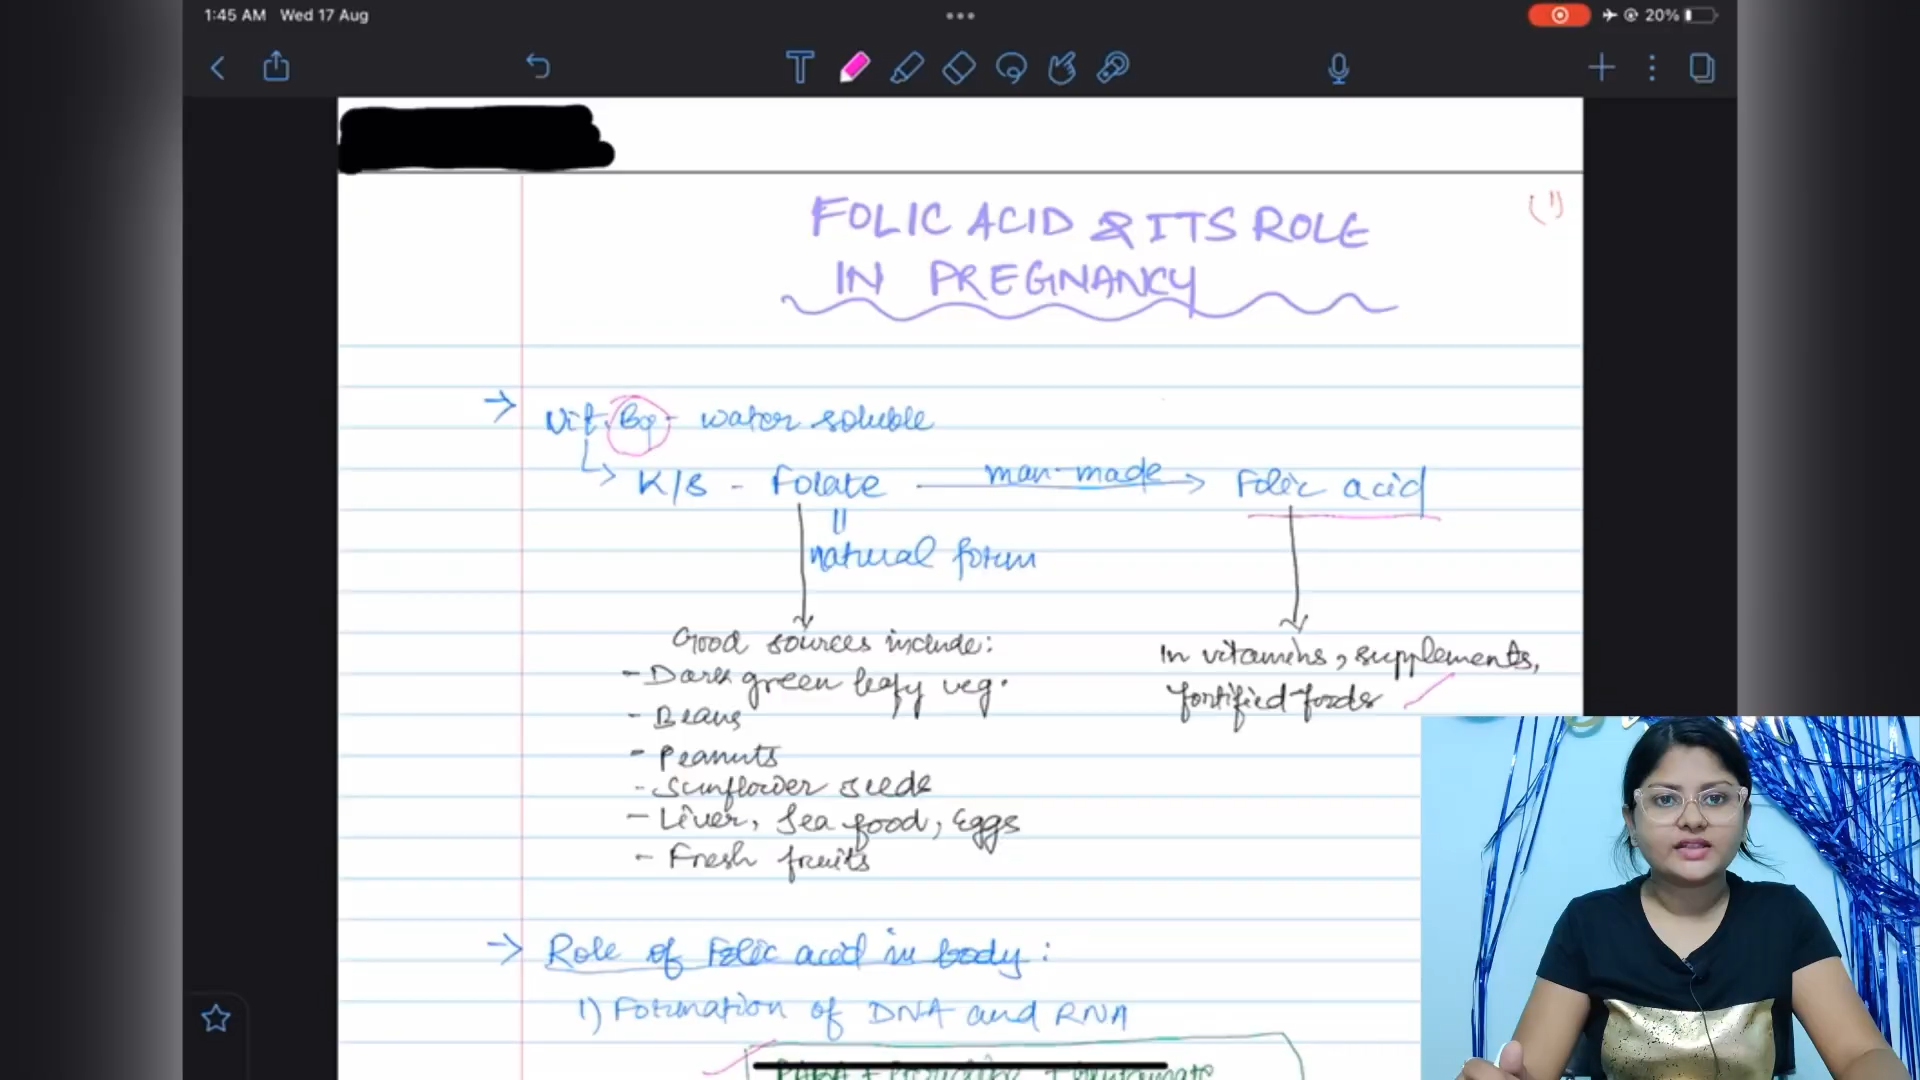 1:45 AM Wed 17 Aug
20%
FOLIC ACID & ITS ROLE
IN PREGNANCY
(1)
→ Vit. B9 - water soluble
K/S - Folate man-made → Folic acid
natural form
Good sources include:
- Dark green leafy veg.
- Beans
- Peanuts
- Sunflower seeds
- Liver, Sea food, Eggs
- Fresh fruits
In vitamins, supplements,
fortified foods
→ Role of Folic acid in body:
1) Formation of DNA and RNA